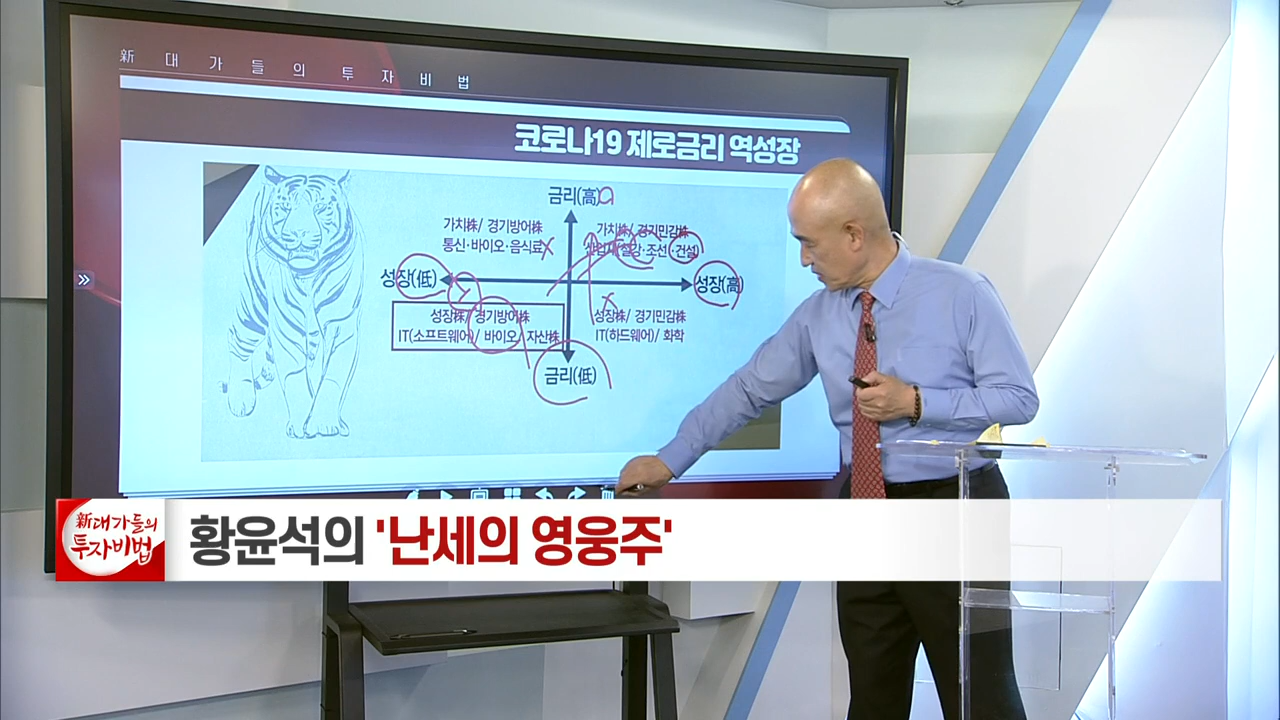 新 대 가 들 의 투 자 비 법
코로나19 제로금리 역성장
금리(高)
가치株/ 경기방어株
통신·바이오·음식료
가치株/ 경기민감株
산업재·철강·조선·건설
성장(低)
성장(高)
성장株/ 경기방어株
IT(소프트웨어)/ 바이오/ 자산株
성장株/ 경기민감株
IT(하드웨어)/ 화학
금리(低)
新대가들의
투자비법
황윤석의 '난세의 영웅주'